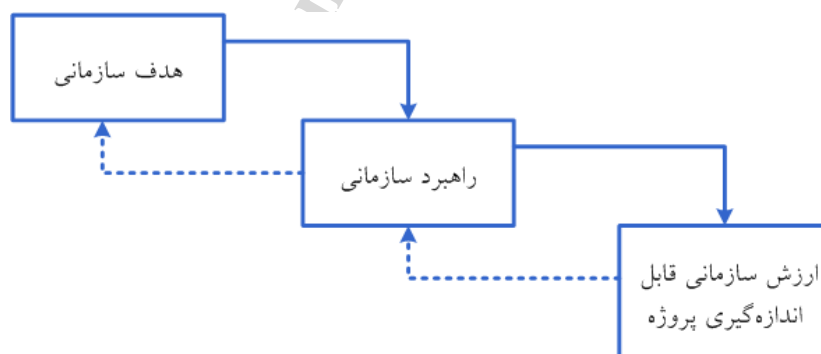 هدف سازمانی
راهبرد سازمانی
ارزش سازمانی قابل
اندازه‌گیری پروژه